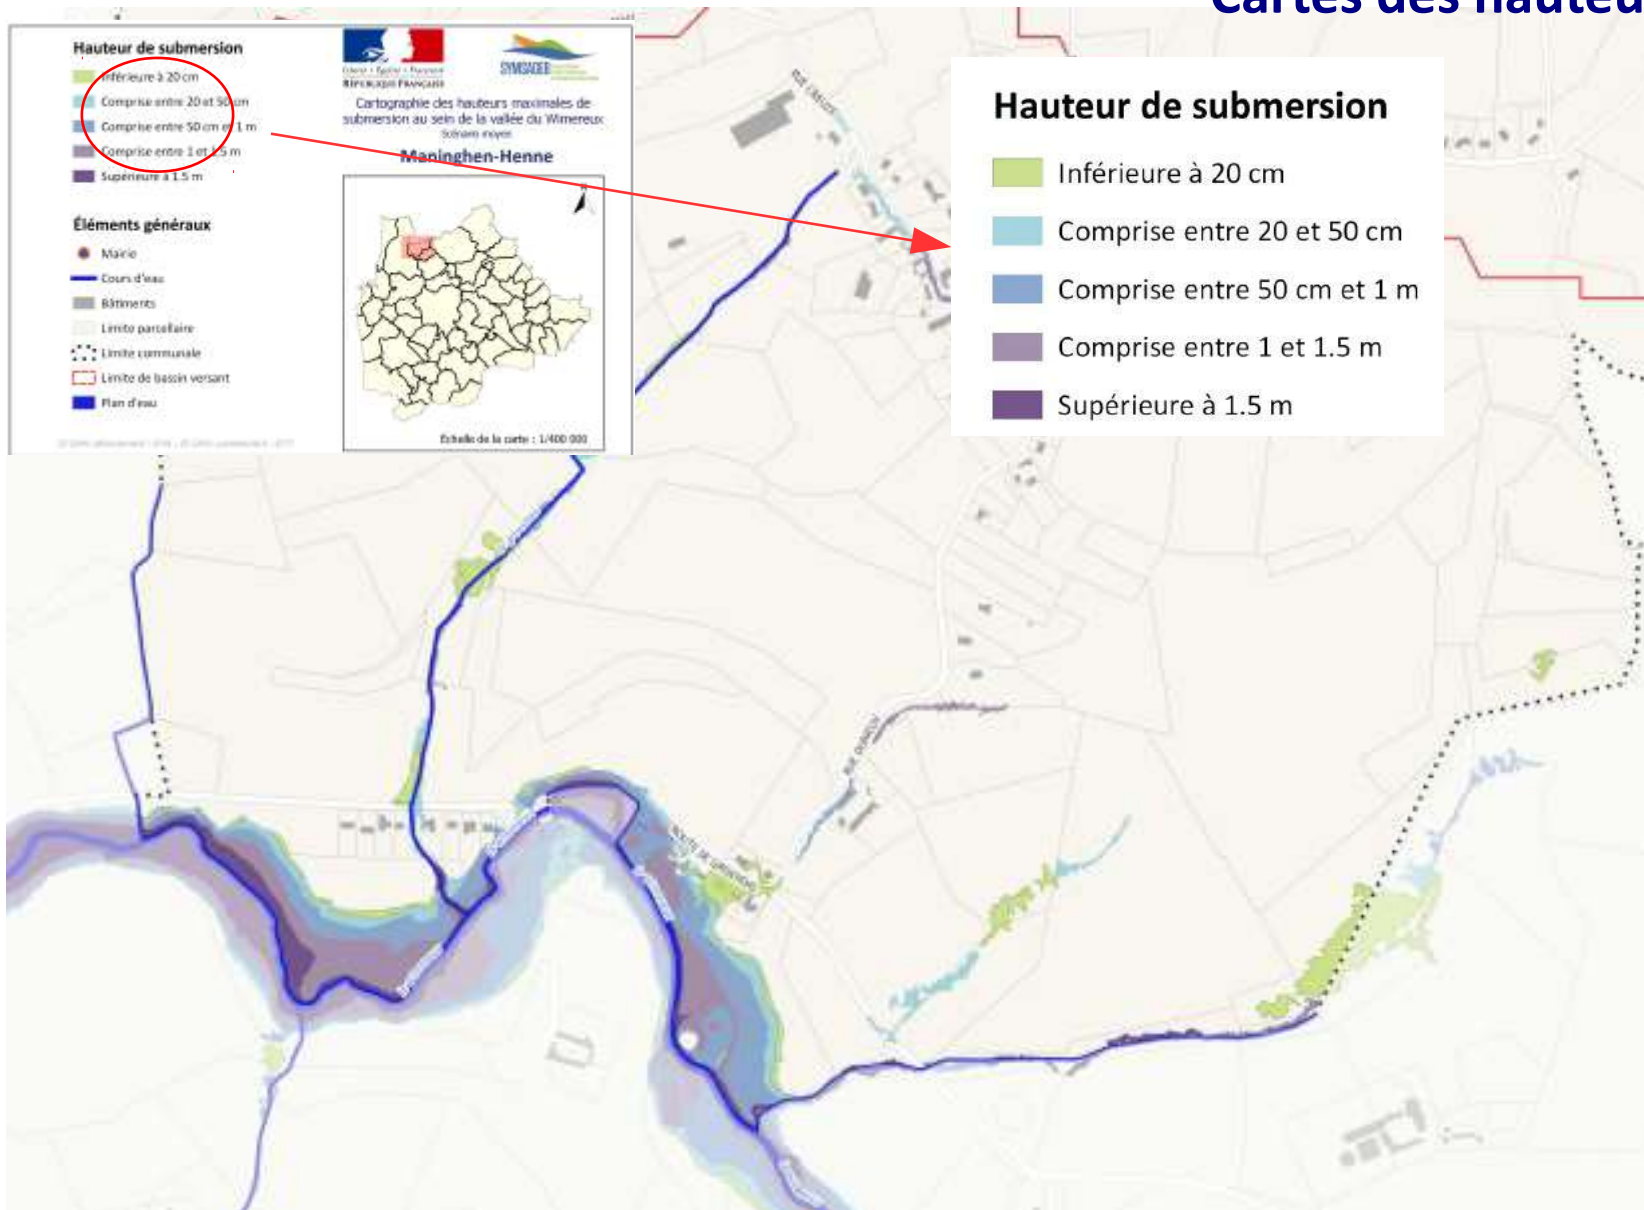 Cartes des hauteu
Hauteur de submersion
Inférieure à 20 cm
Comprise entre 20 et 50 cm
Comprise entre 50 cm et 1 m
Comprise entre 1 et 1.5 m
Supérieure à 1.5 m
Éléments généraux
Mairie
Cours d'eau
Bâtiments
Limite parcellaire
Limite communale
Limite de bassin versant
Plan d'eau
Liberté • Égalité • Fraternité
RÉPUBLIQUE FRANÇAISE
SYMSAGEB
Cartographie des hauteurs maximales de
submersion au sein de la vallée du Wimereux
Scénario moyen
Maninghen-Henne
N
Echelle de la carte : 1/400 000
Hauteur de submersion
Inférieure à 20 cm
Comprise entre 20 et 50 cm
Comprise entre 50 cm et 1 m
Comprise entre 1 et 1.5 m
Supérieure à 1.5 m